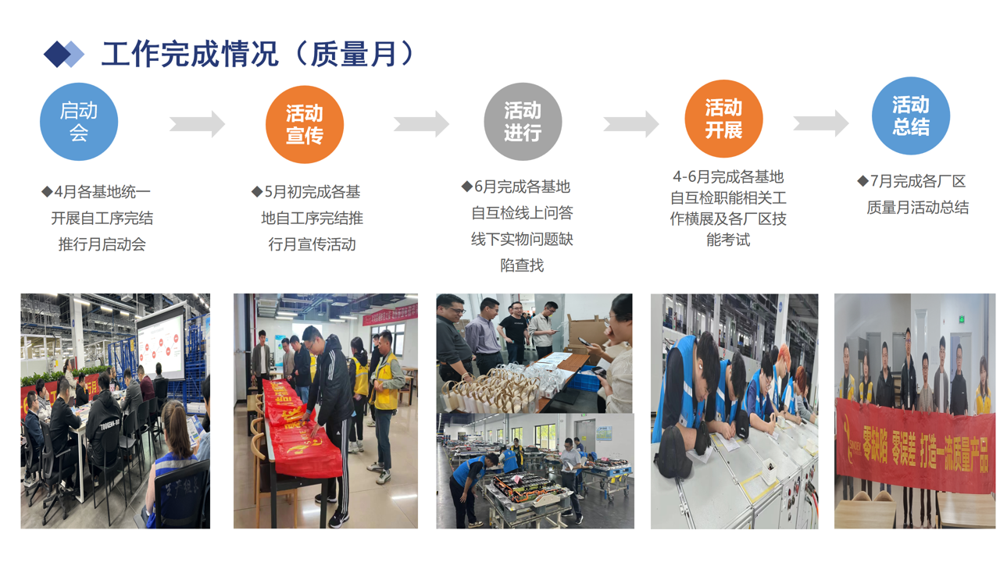 工作完成情况（质量月）
启动
会
活动
宣传
活动
进行
活动
开展
活动
总结
◆4月各基地统一
开展自工序完结
推行月启动会
◆5月初完成各基
地自工序完结推
行月宣传活动
◆6月完成各基地
自互检线上问答
线下实物问题缺
陷查找
4-6月完成各基地
自互检职能相关工
作横展及各厂区技
能考试
◆7月完成各厂区
质量月活动总结
零缺陷 零误差 打造一流质量产品